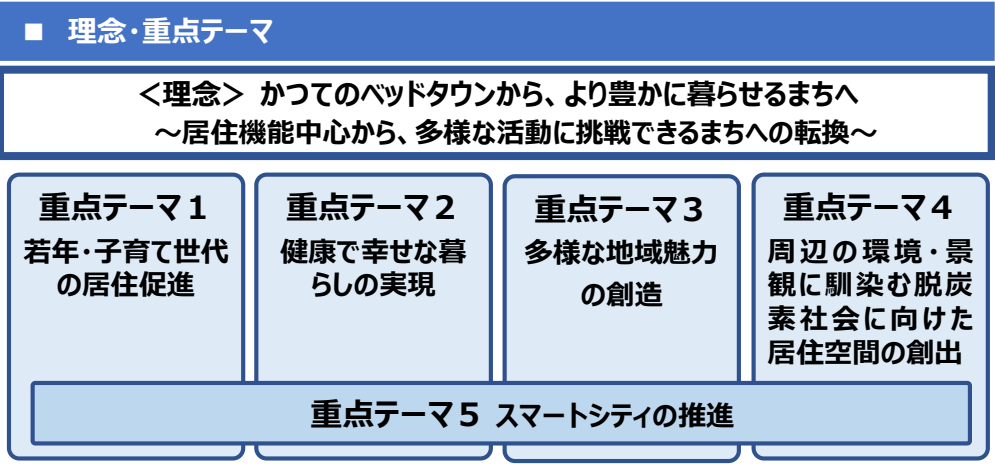 ■ 理念・重点テーマ
＜理念＞ かつてのベッドタウンから、より豊かに暮らせるまちへ
～居住機能中心から、多様な活動に挑戦できるまちへの転換～
重点テーマ１
若年・子育て世代
の居住促進
重点テーマ２
健康で幸せな暮
らしの実現
重点テーマ３
多様な地域魅力
の創造
重点テーマ４
周辺の環境・景
観に馴染む脱炭
素社会に向けた
居住空間の創出
重点テーマ５ スマートシティの推進